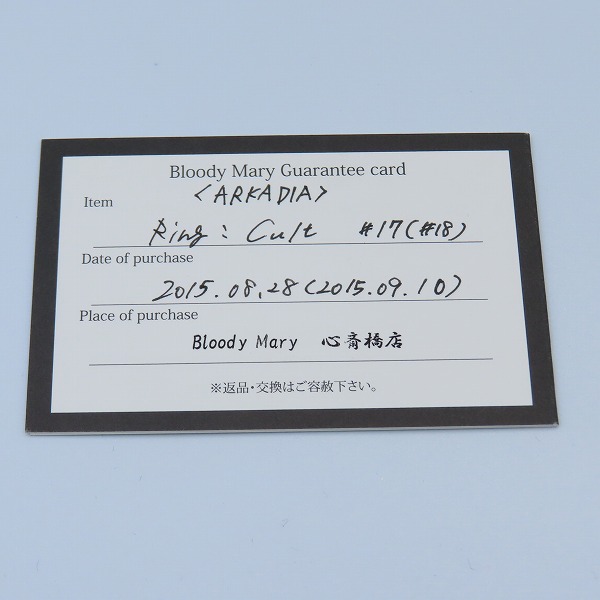 Bloody Mary Guarantee card
<ARKADIA>
Item
Ring : Cult #17(#18)
Date of purchase
2015.08.28(2015.09.10)
Place of purchase
Bloody Mary 心斎橋店
※返品・交換はご容赦下さい。